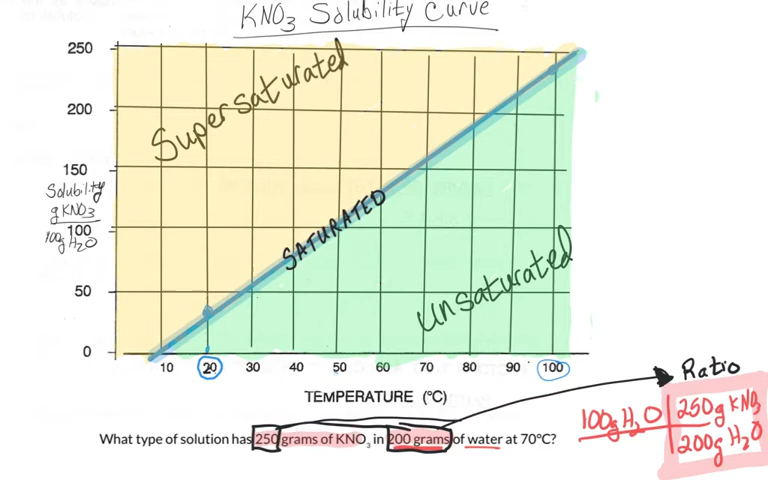 KNO3 Solubility Curve
250
Supersaturated
200
150
Solubility
g KNO3
100g H2O
100
SATURATED
50
Unsaturated
0
10 20 30 40 50 60 70 80 90 100
TEMPERATURE (°C)
Ratio
100g H2O 250g KNO3
200g H2O
What type of solution has 250 grams of KNO3 in 200 grams of water at 70°C?